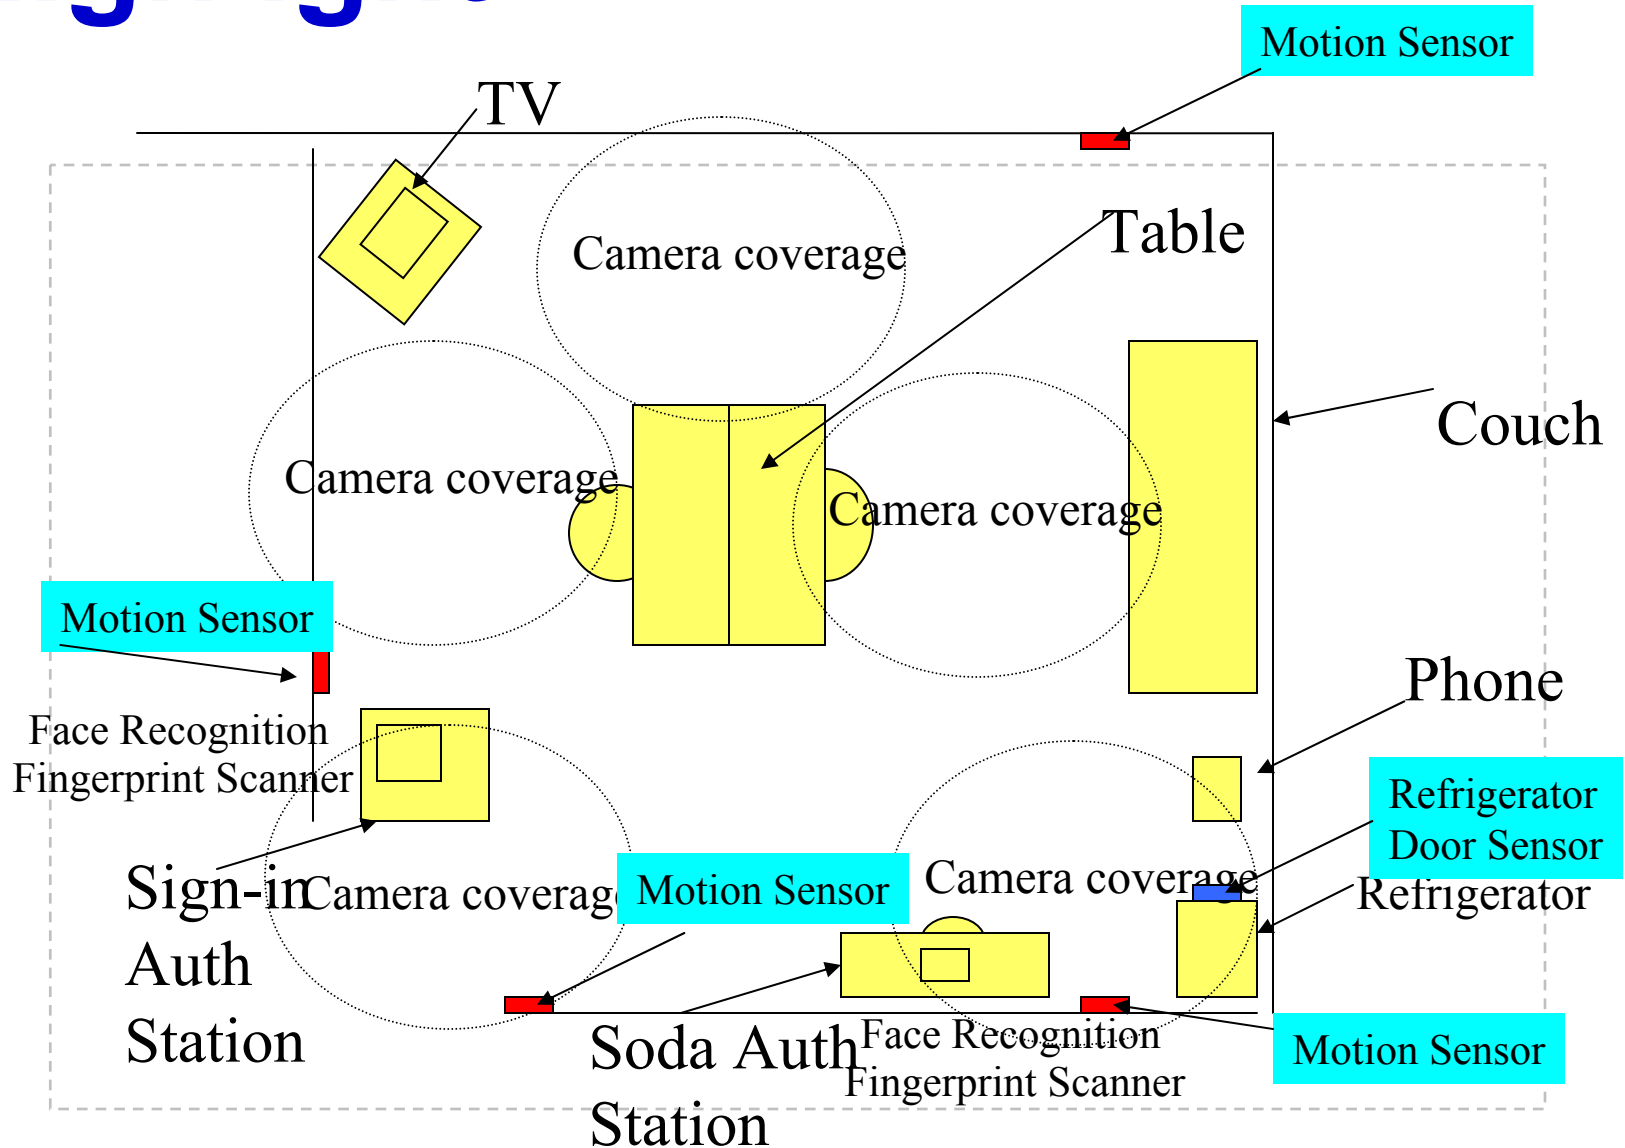 Motion Sensor
TV
Table
Camera coverage
Couch
Camera coverage
Camera coverage
Motion Sensor
Phone
Face Recognition
Fingerprint Scanner
Refrigerator
Door Sensor
Refrigerator
Sign-in
Auth
Station
Camera coverage
Motion Sensor
Camera coverage
Soda Auth
Station
Face Recognition
Fingerprint Scanner
Motion Sensor